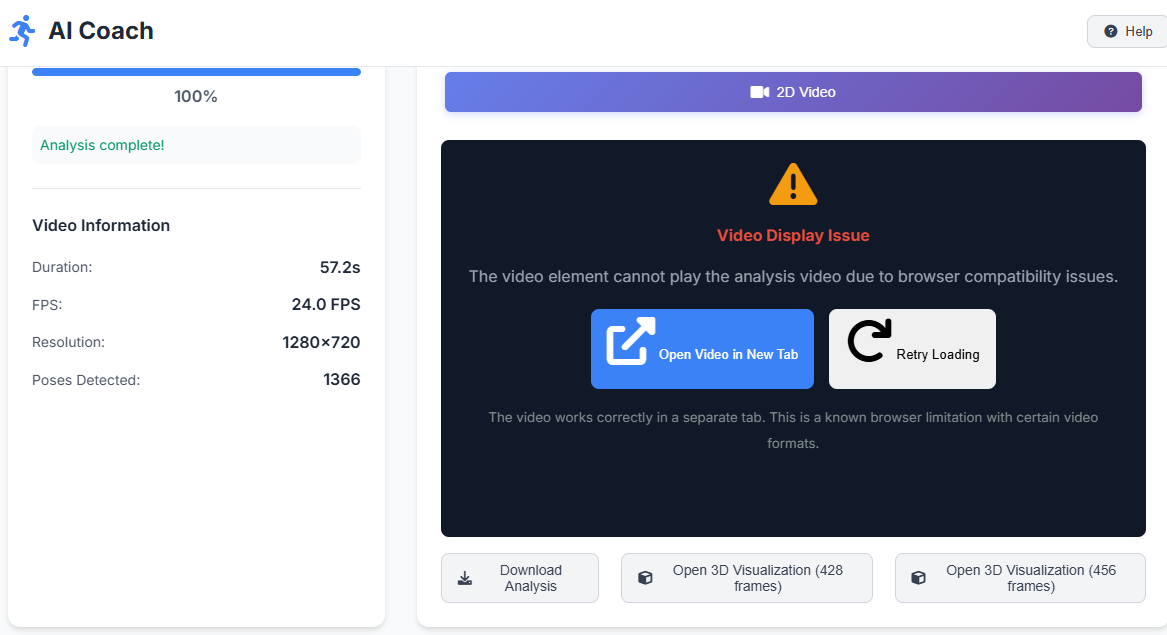 AI Coach
Help
100%
Analysis complete!
Video Information
Duration: 57.2s
FPS: 24.0 FPS
Resolution: 1280×720
Poses Detected: 1366
2D Video
Video Display Issue
The video element cannot play the analysis video due to browser compatibility issues.
Open Video in New Tab
Retry Loading
The video works correctly in a separate tab. This is a known browser limitation with certain video
formats.
Download
Analysis
Open 3D Visualization (428
frames)
Open 3D Visualization (456
frames)